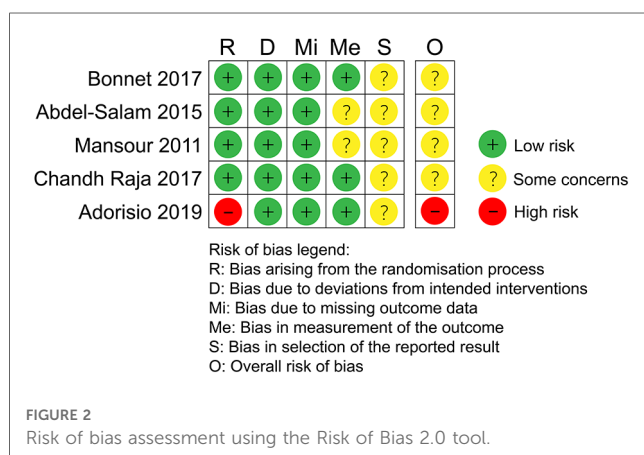 R D Mi Me S O
Bonnet 2017 + + + + ? ?
Abdel-Salam 2015 + + + ? ? ?
Mansour 2011 + + + ? ? ?
Chandh Raja 2017 + + + + ? ?
Adorisio 2019 - + + + ? -
+ Low risk
? Some concerns
- High risk
Risk of bias legend:
R: Bias arising from the randomisation process
D: Bias due to deviations from intended interventions
Mi: Bias due to missing outcome data
Me: Bias in measurement of the outcome
S: Bias in selection of the reported result
O: Overall risk of bias
FIGURE 2
Risk of bias assessment using the Risk of Bias 2.0 tool.